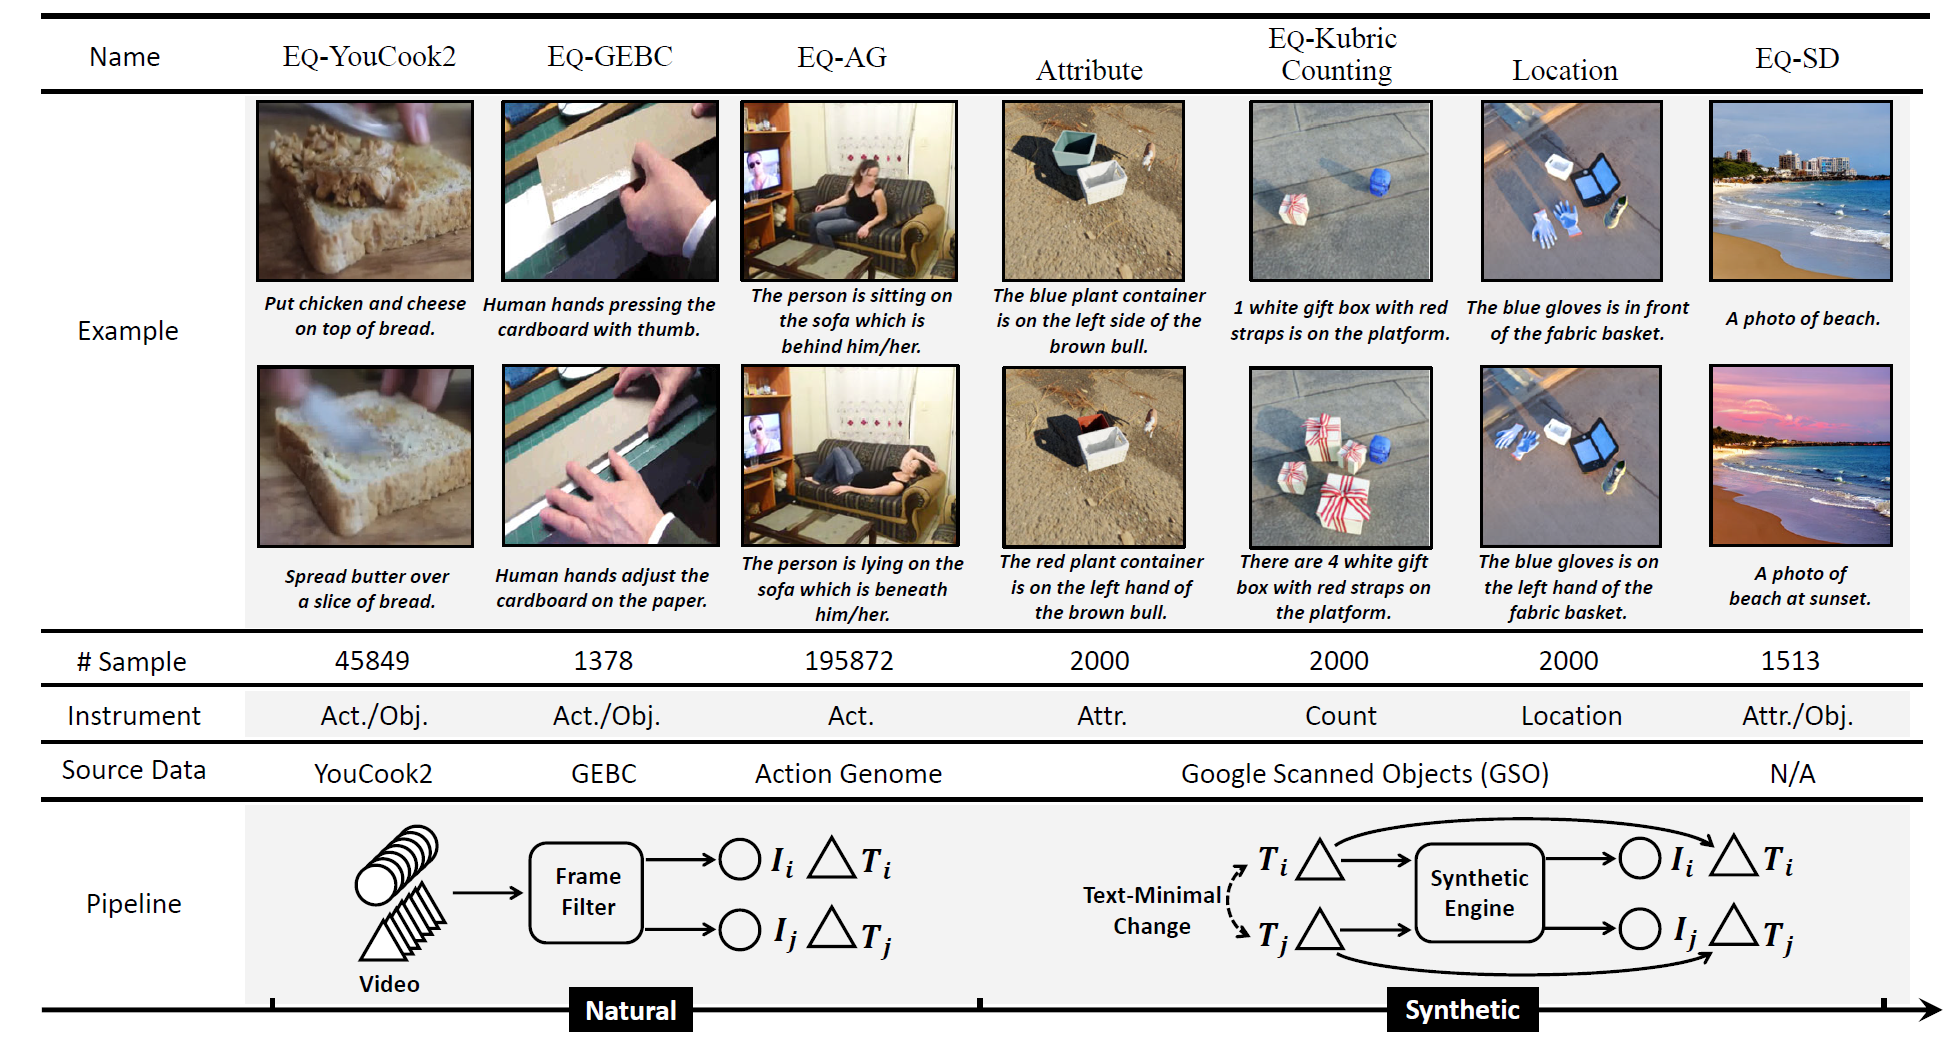 Name
EQ-YouCook2
EQ-GEBC
EQ-AG
Attribute
EQ-Kubric
Counting
Location
EQ-SD
Example
Put chicken and cheese
on top of bread.
Human hands pressing the
cardboard with thumb.
The person is sitting on
the sofa which is
behind him/her.
The blue plant container
is on the left side of the
brown bull.
1 white gift box with red
straps is on the platform.
The blue gloves is in front
of the fabric basket.
A photo of beach.
Spread butter over
a slice of bread.
Human hands adjust the
cardboard on the paper.
The person is lying on the
sofa which is beneath
him/her.
The red plant container
is on the left hand of
the brown bull.
There are 4 white gift
box with red straps on
the platform.
The blue gloves is on
the left hand of the
fabric basket.
A photo of
beach at sunset.
# Sample
45849
1378
195872
2000
2000
2000
1513
Instrument
Act./Obj.
Act./Obj.
Act.
Attr.
Count
Location
Attr./Obj.
Source Data
YouCook2
GEBC
Action Genome
Google Scanned Objects (GSO)
N/A
Pipeline
Video
Frame
Filter
I_i
T_i
I_j
T_j
Text-Minimal
Change
T_i
T_j
Synthetic
Engine
I_i
T_i
I_j
T_j
Natural
Synthetic